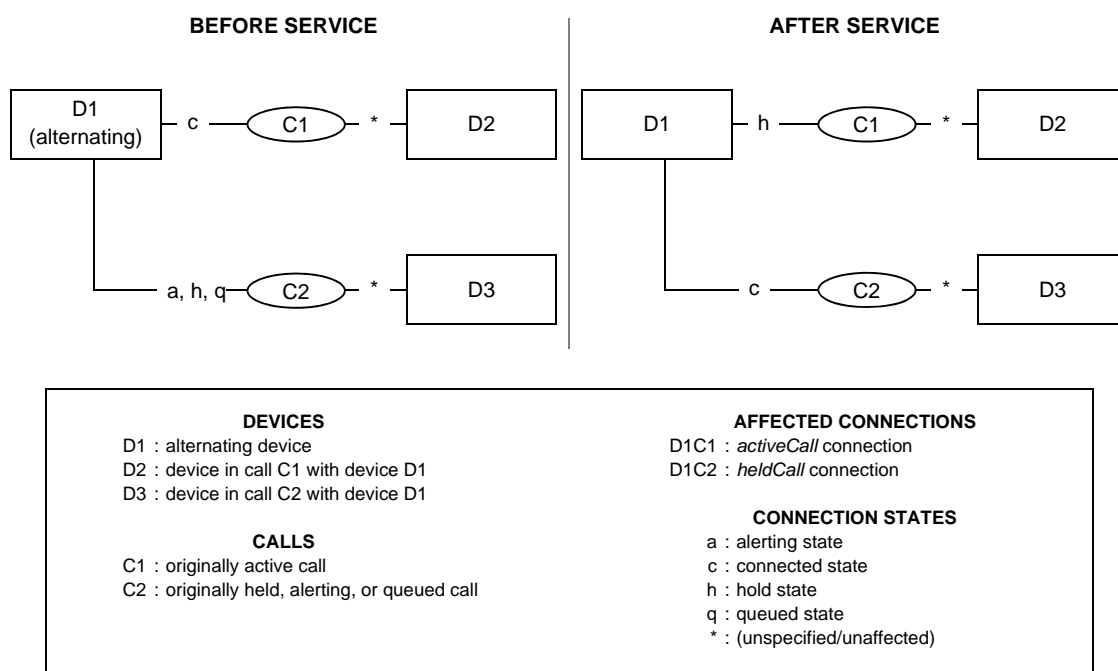 BEFORE SERVICE
D1
(alternating)
c
C1
*
D2
a, h, q
C2
*
D3
AFTER SERVICE
D1
h
C1
*
D2
c
C2
*
D3
DEVICES
D1 : alternating device
D2 : device in call C1 with device D1
D3 : device in call C2 with device D1
CALLS
C1 : originally active call
C2 : originally held, alerting, or queued call
AFFECTED CONNECTIONS
D1C1 : activeCall connection
D1C2 : heldCall connection
CONNECTION STATES
a : alerting state
c : connected state
h : hold state
q : queued state
* : (unspecified/unaffected)